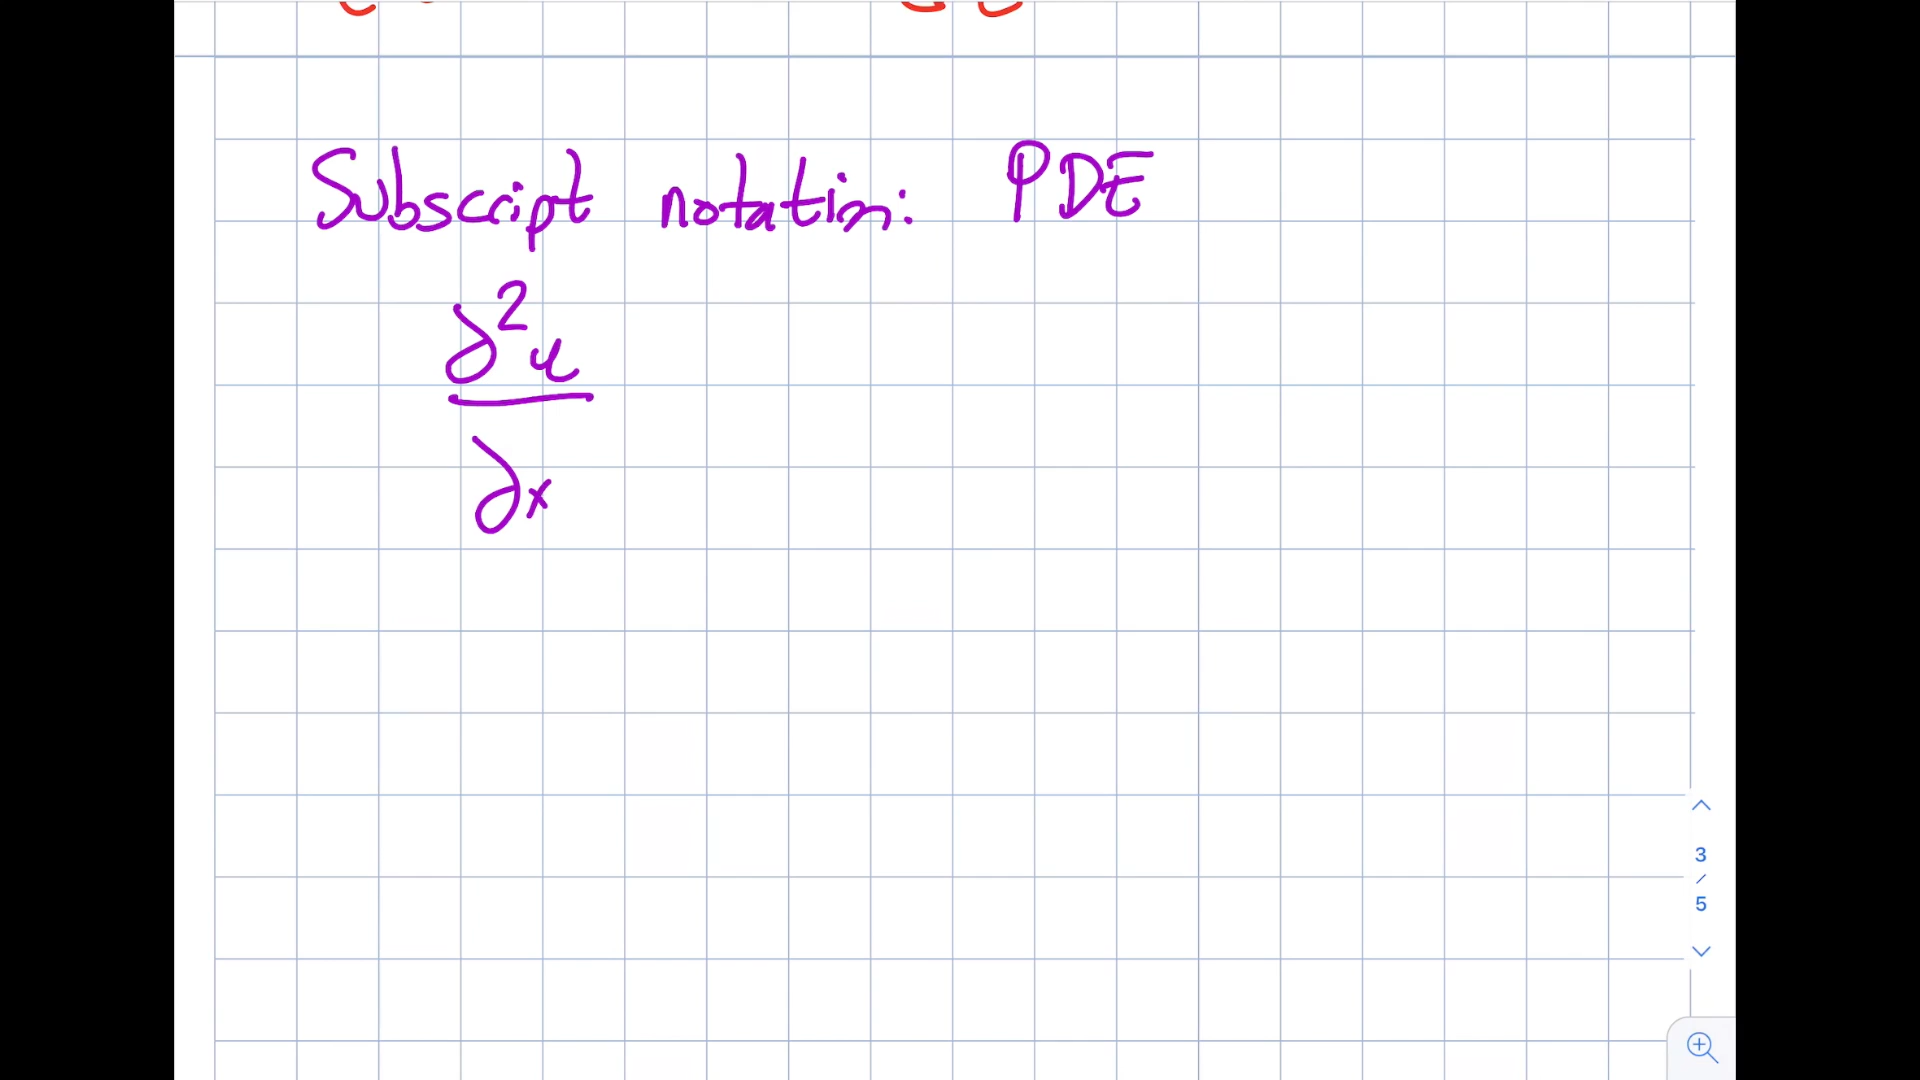 Subscript notation: PDE
∂²u
∂x
3
/
5